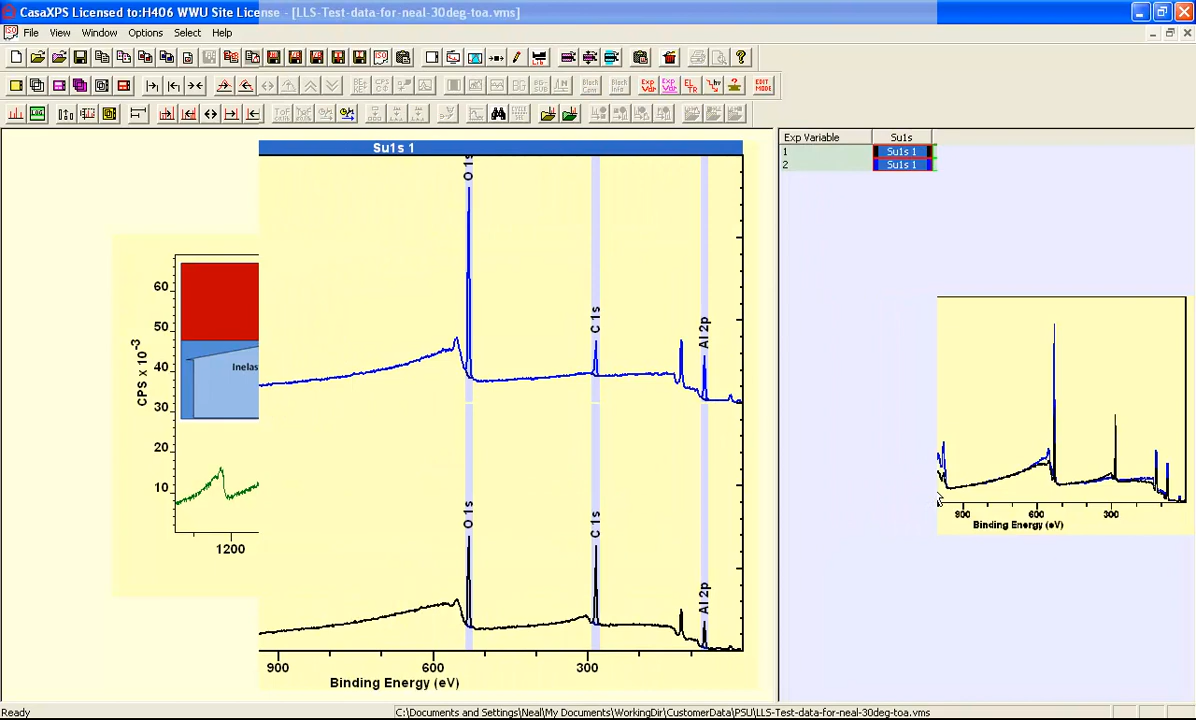 CasaXPS Licensed to:H406 WWU Site License - [LLS-Test-data-for-neal-30deg-toa.vms]
File View Window Options Select Help
Exp Variable Su1s
1 Su1s 1
2 Su1s 1
Su1s 1
O 1s
C 1s
Al 2p
60
50
40
30
20
10
CPS x 10⁻³
Inelas
1200
O 1s
C 1s
Al 2p
900 600 300
Binding Energy (eV)
900 600 300
Binding Energy (eV)
Ready
C:\Documents and Settings\Neal\My Documents\WorkingDir\CustomerData\PSU\LLS-Test-data-for-neal-30deg-toa.vms